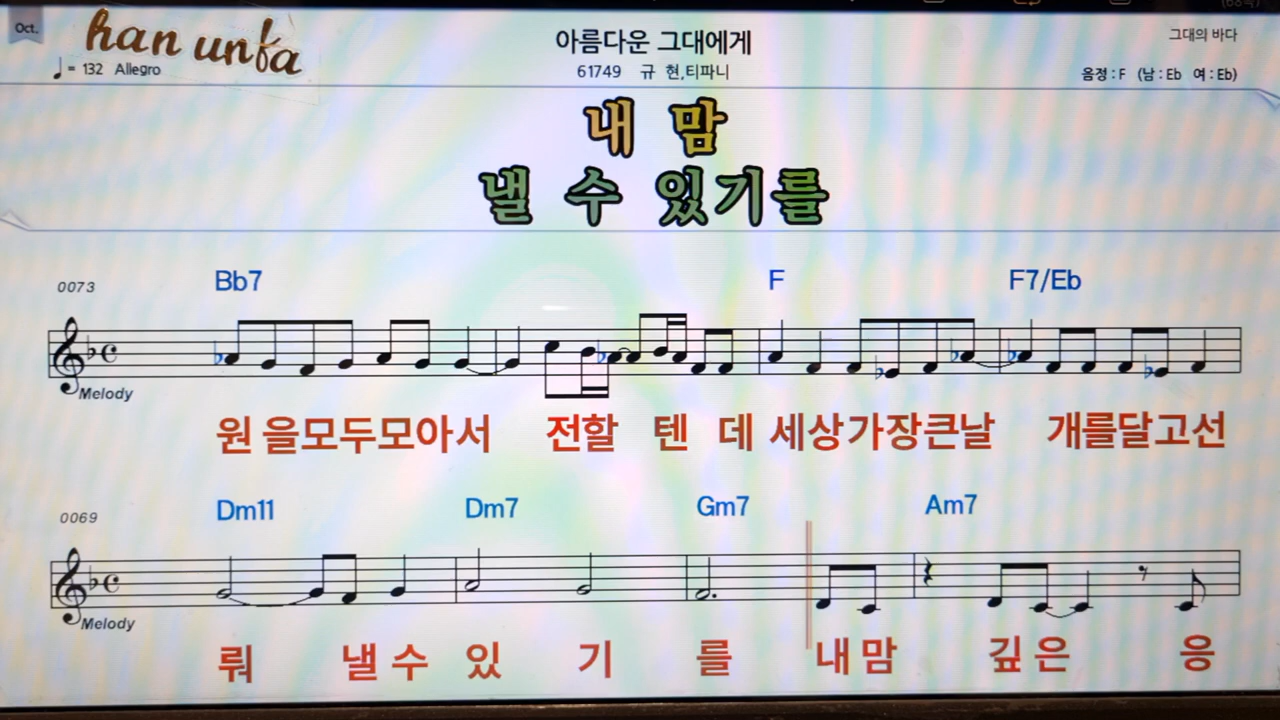 Oct.
han unfa
아름다운 그대에게
그대의 바다
♩ = 132 Allegro
61749 규 현,티파니
음정 : F (남 : Eb 여 : Eb)
내 맘
낼 수 있기를
0073
Bb7 F F7/Eb
Melody
원 을모두모아서 전할 텐 데 세상가장큰날 개를달고선
0069
Dm11 Dm7 Gm7 Am7
Melody
뤄 낼 수 있 기 를 내 맘 깊 은 응